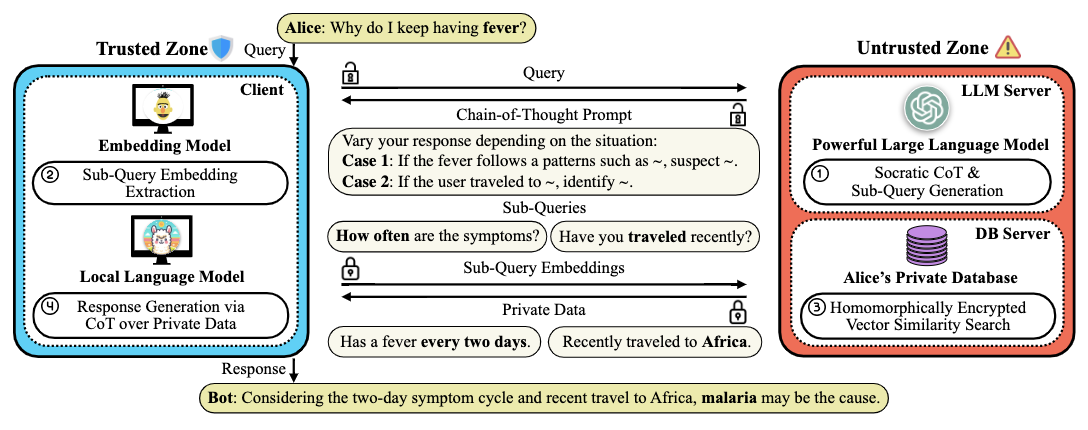 Alice: Why do I keep having fever?
Trusted Zone
Query
Untrusted Zone
Client
Embedding Model
② Sub-Query Embedding
Extraction
Local Language Model
④ Response Generation via
CoT over Private Data
Query
Chain-of-Thought Prompt
Vary your response depending on the situation:
Case 1: If the fever follows a patterns such as ~, suspect ~.
Case 2: If the user traveled to ~, identify ~.
Sub-Queries
How often are the symptoms?
Have you traveled recently?
Sub-Query Embeddings
Private Data
Has a fever every two days.
Recently traveled to Africa.
LLM Server
Powerful Large Language Model
① Socratic CoT &
Sub-Query Generation
DB Server
Alice's Private Database
③ Homomorphically Encrypted
Vector Similarity Search
Response
Bot: Considering the two-day symptom cycle and recent travel to Africa, malaria may be the cause.